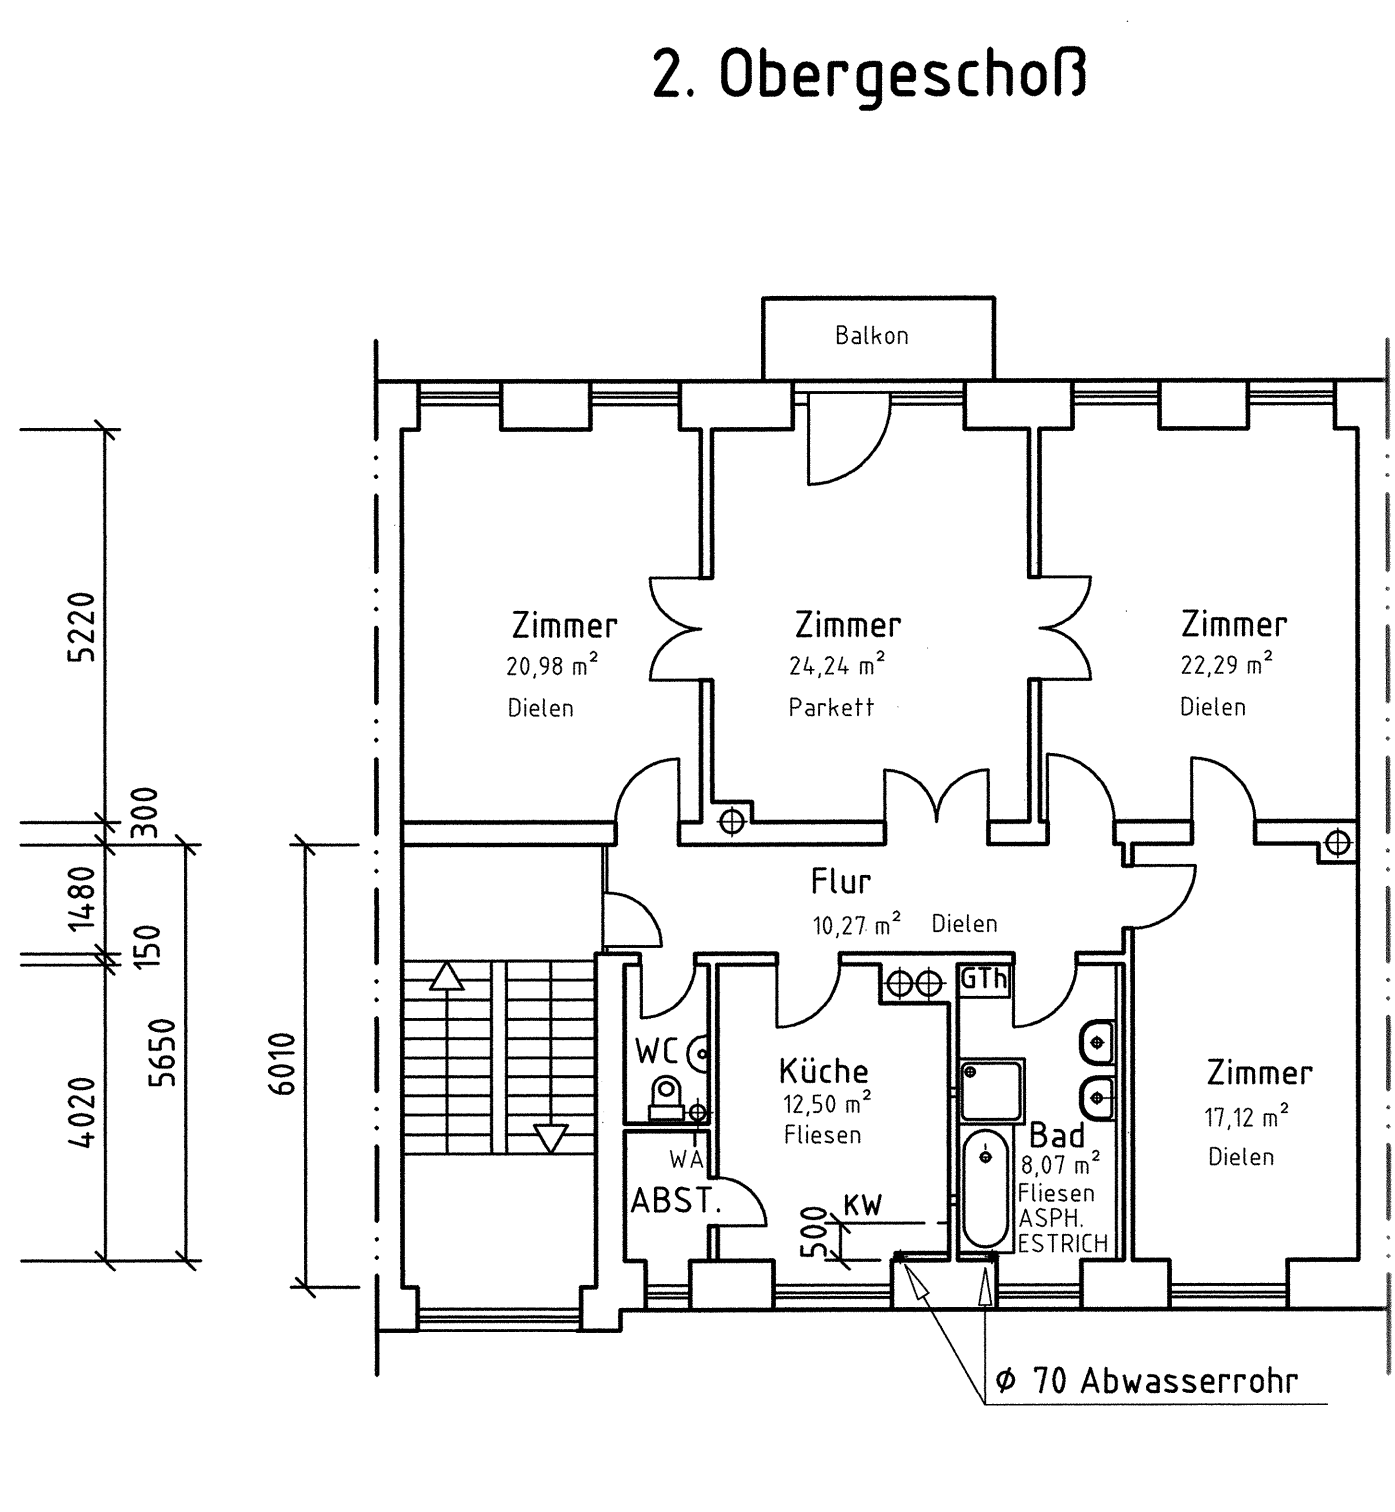 2. Obergeschoß
Balkon
5220
300
1480
150
4020
5650
6010
Zimmer
20,98 m²
Dielen
Zimmer
24,24 m²
Parkett
Zimmer
22,29 m²
Dielen
Flur
10,27 m² Dielen
WC
WA
ABST.
Küche
12,50 m²
Fliesen
KW
500
GTh
Bad
8,07 m²
Fliesen
ASPH.
ESTRICH
Zimmer
17,12 m²
Dielen
ø 70 Abwasserrohr